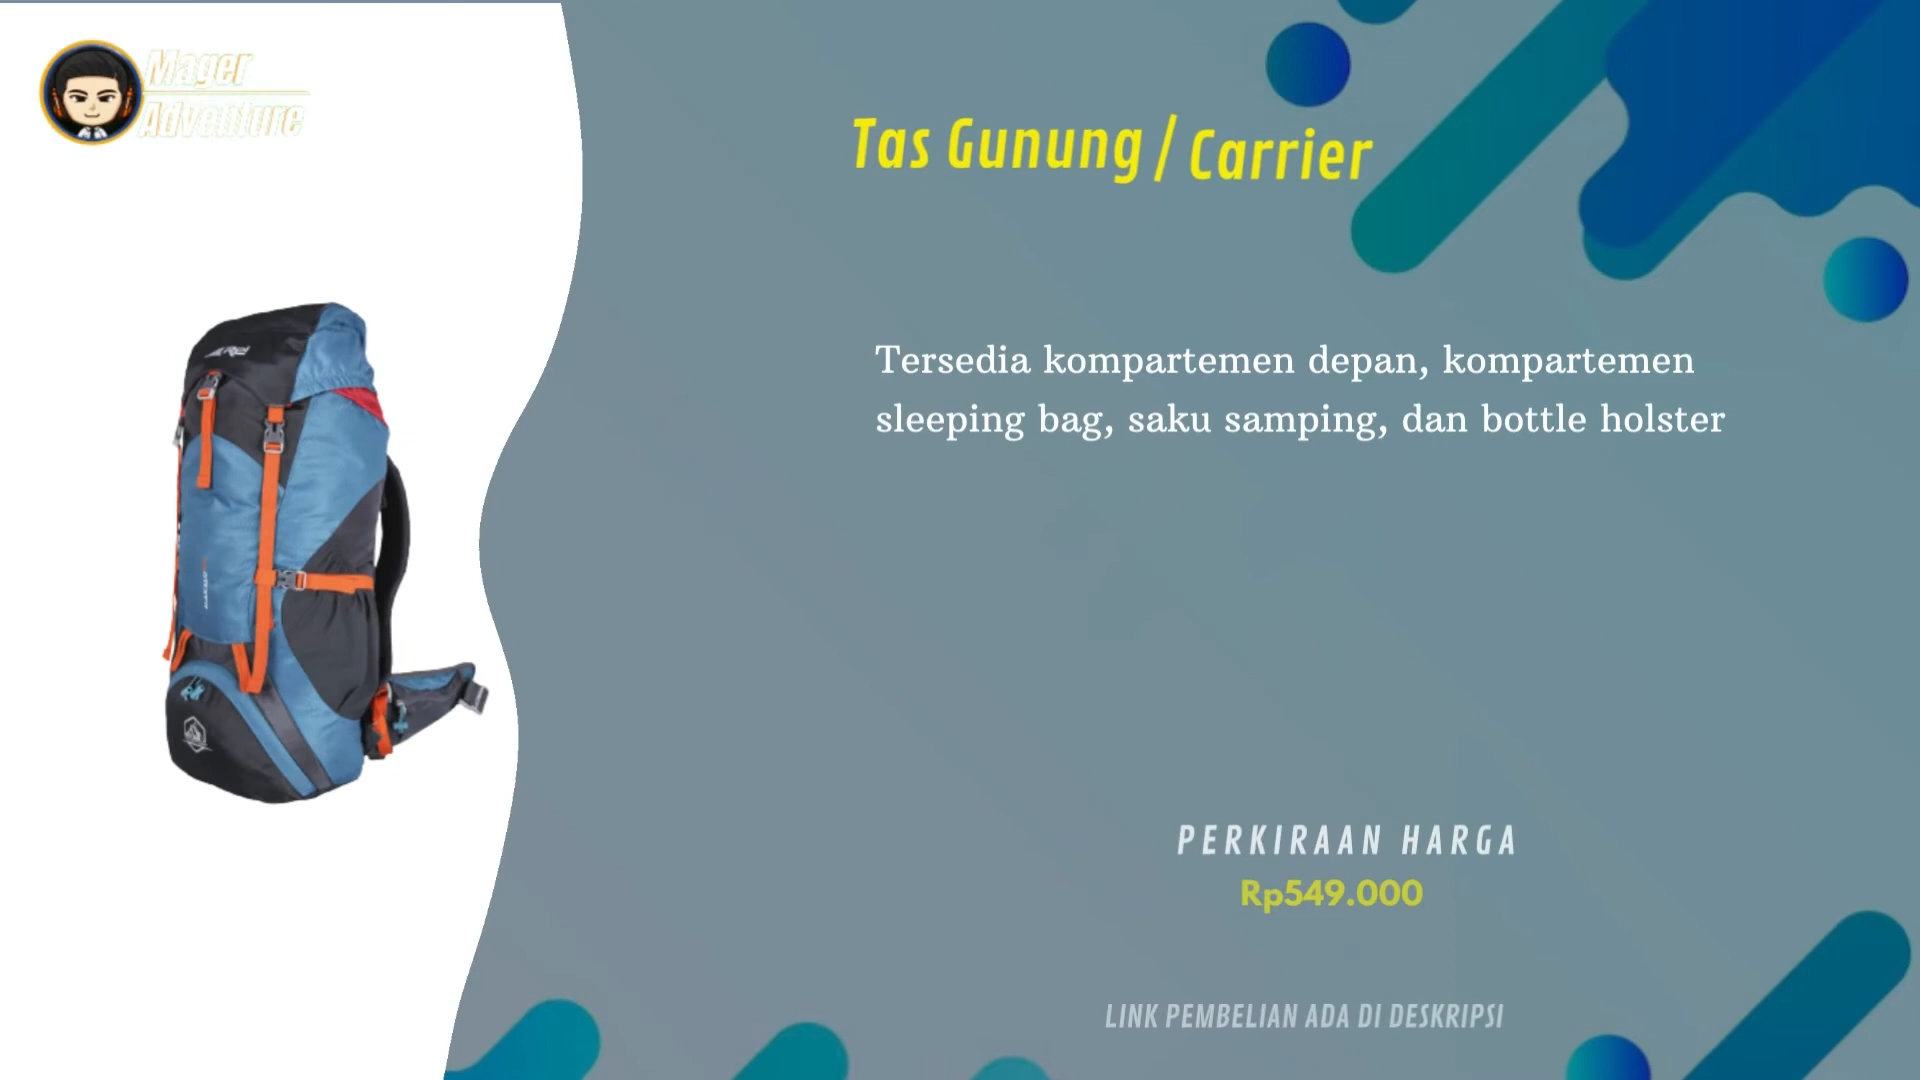 Mager
Adventure
Tas Gunung / Carrier
Tersedia kompartemen depan, kompartemen
sleeping bag, saku samping, dan bottle holster
PERKIRAAN HARGA
Rp549.000
LINK PEMBELIAN ADA DI DESKRIPSI